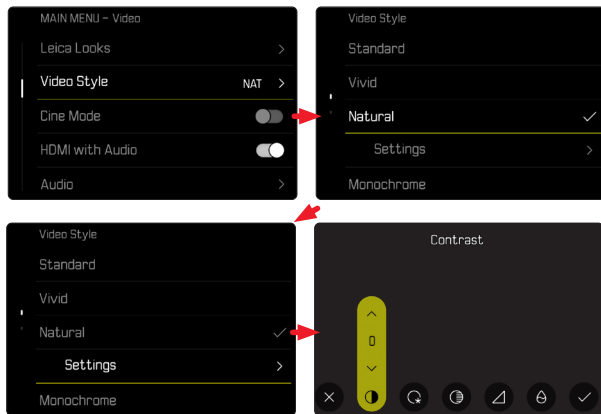 MAIN MENU – Video
Leica Looks
Video Style NAT
Cine Mode
HDMI with Audio
Audio
Video Style
Standard
Vivid
Natural
Settings
Monochrome
Video Style
Standard
Vivid
Natural
Settings
Monochrome
Contrast
0